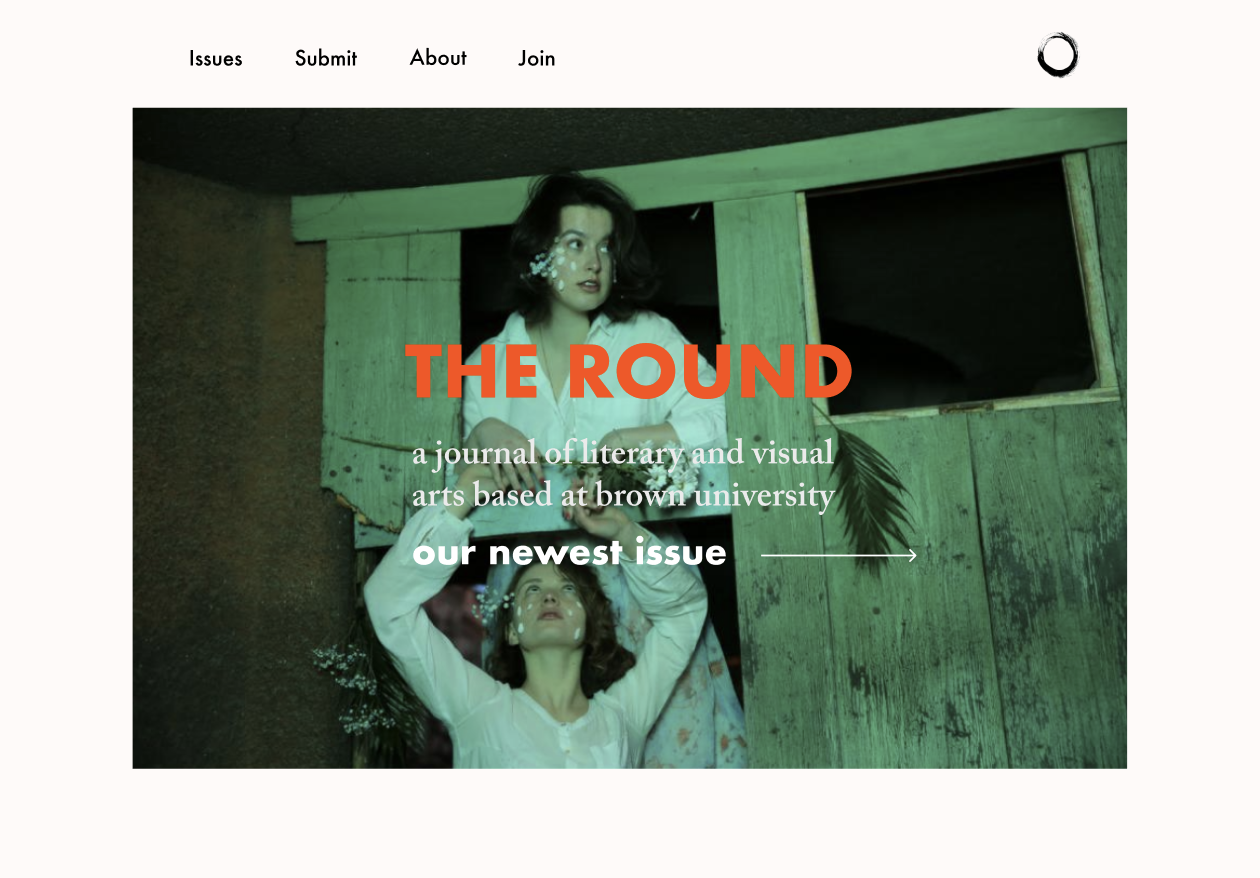 Issues
Submit
About
Join
THE ROUND
a journal of literary and visual
arts based at brown university
our newest issue